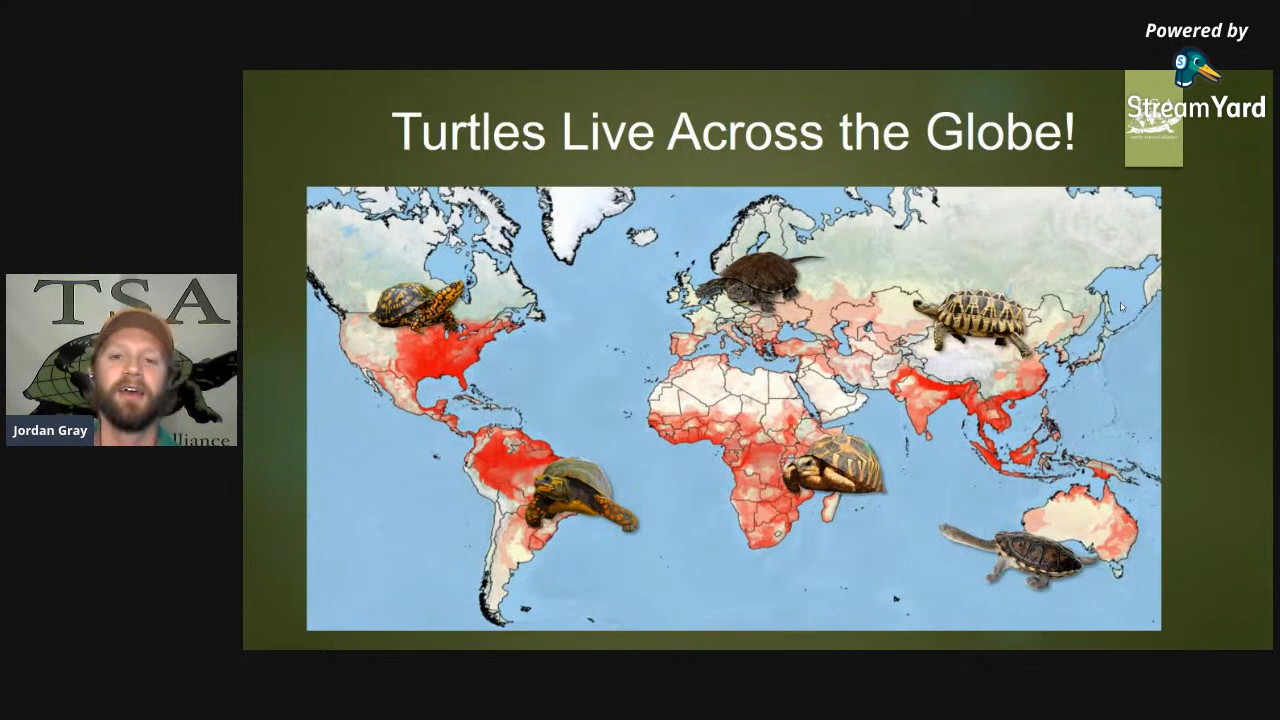 Powered by
StreamYard
Turtles Live Across the Globe!
TSA
Jordan Gray
lliance